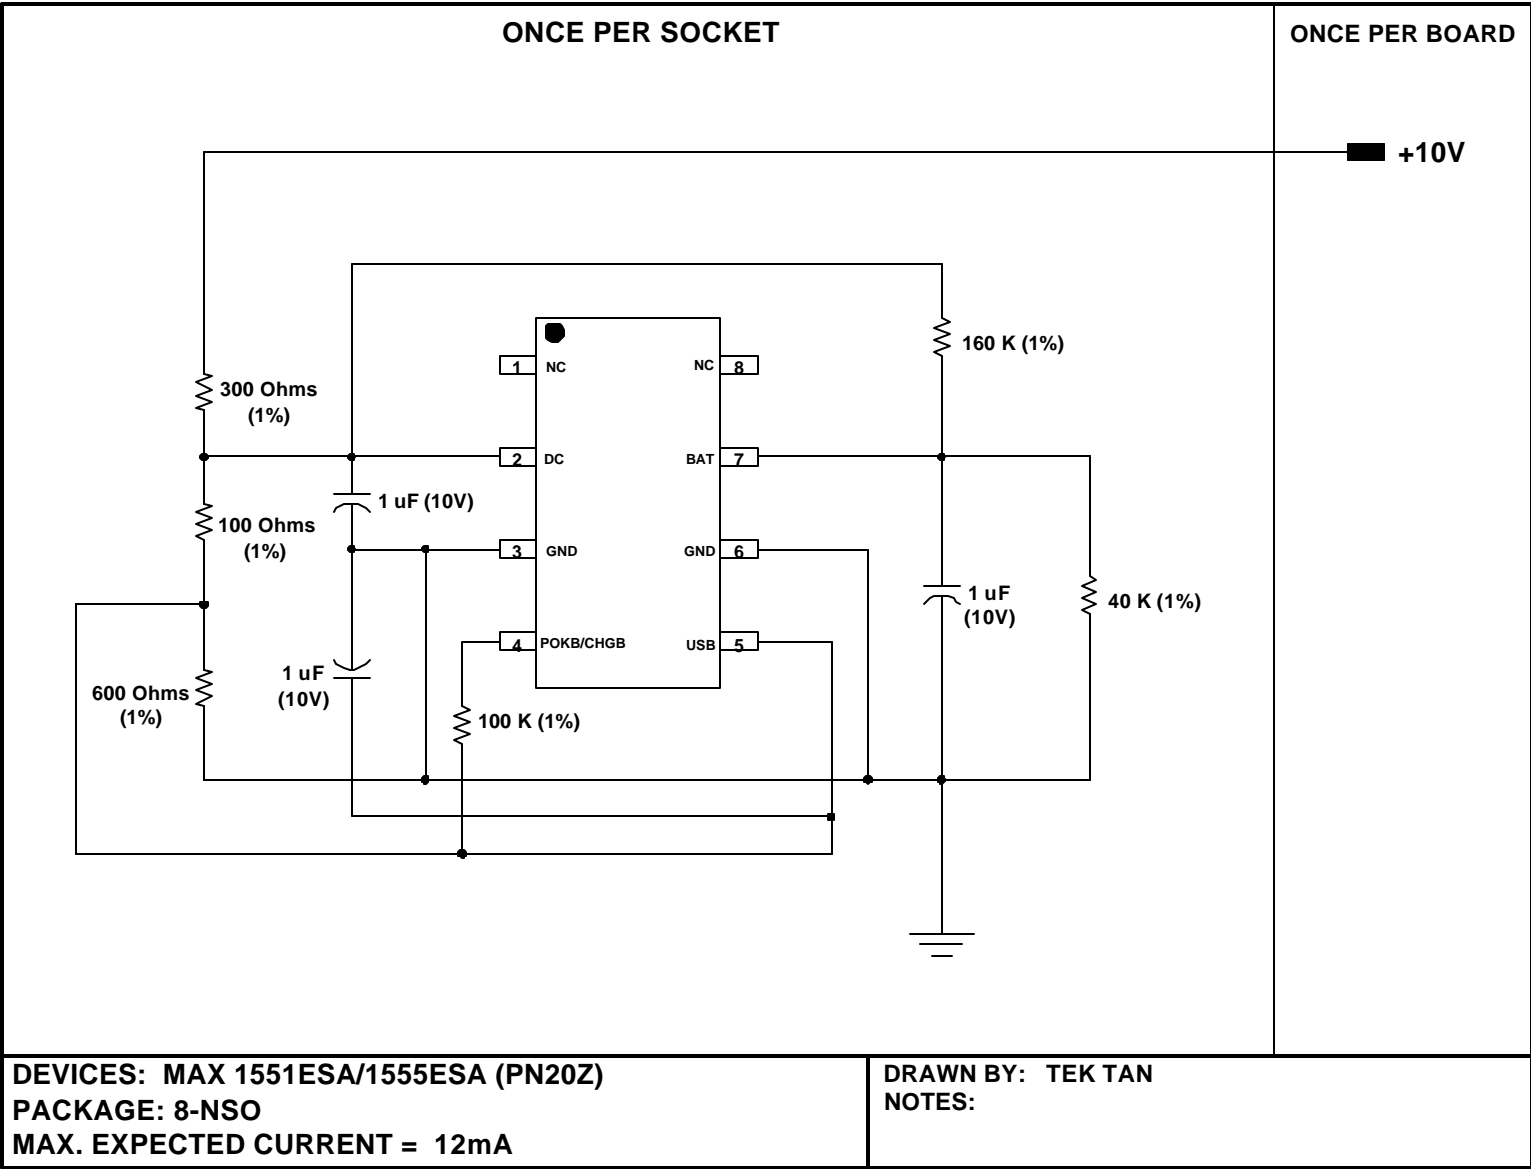 ONCE PER SOCKET
ONCE PER BOARD
+10V
160 K (1%)
1
NC
NC
8
300 Ohms
(1%)
2
DC
BAT
7
1 uF (10V)
100 Ohms
(1%)
3
GND
GND
6
1 uF
(10V)
40 K (1%)
4
POKB/CHGB
USB
5
1 uF
(10V)
600 Ohms
(1%)
100 K (1%)
DEVICES: MAX 1551ESA/1555ESA (PN20Z)
PACKAGE: 8-NSO
MAX. EXPECTED CURRENT = 12mA
DRAWN BY: TEK TAN
NOTES: